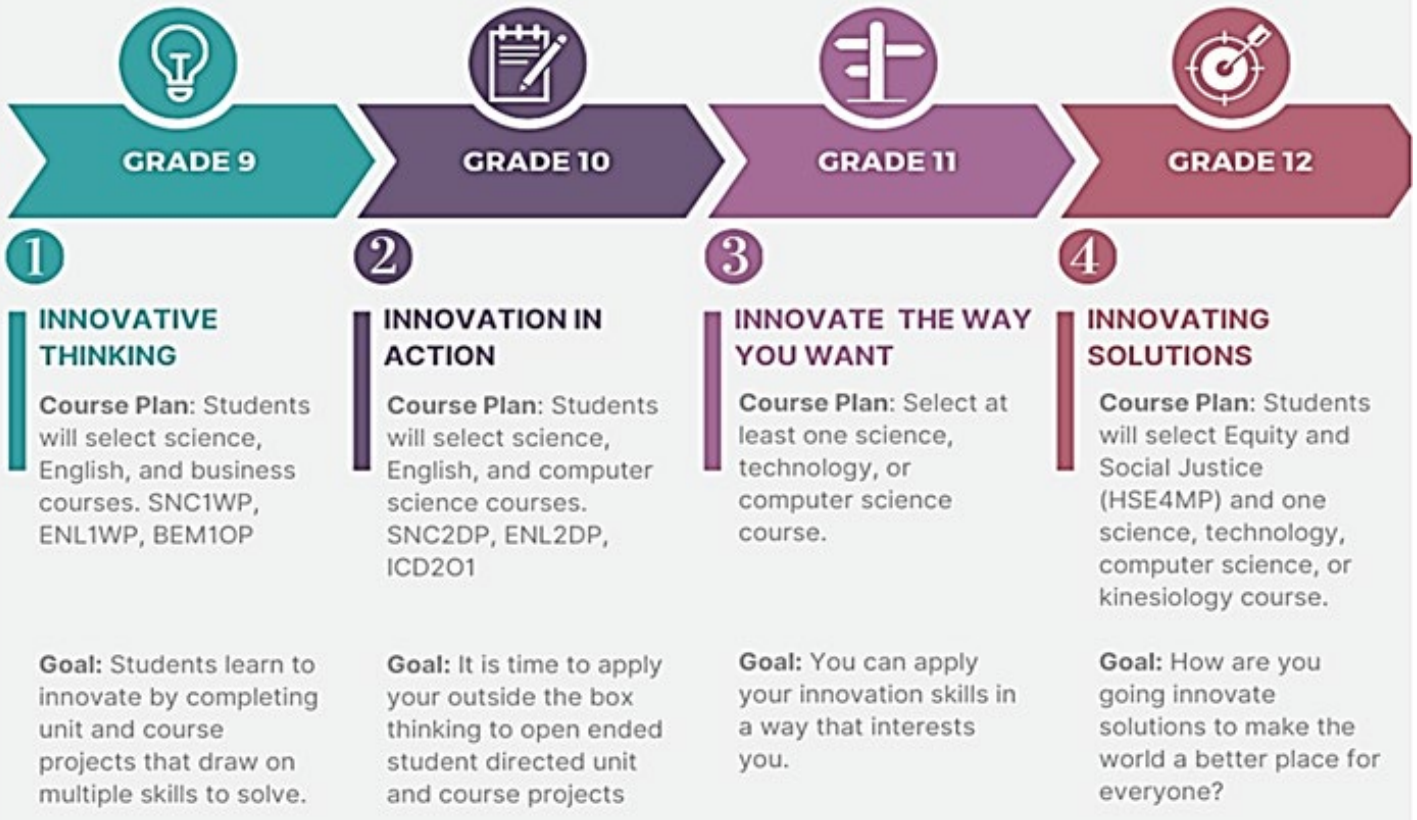 GRADE 9
GRADE 10
GRADE 11
GRADE 12
1
INNOVATIVE
THINKING
Course Plan: Students
will select science,
English, and business
courses. SNC1WP,
ENL1WP, BEM1OP
Goal: Students learn to
innovate by completing
unit and course
projects that draw on
multiple skills to solve.
2
INNOVATION IN
ACTION
Course Plan: Students
will select science,
English, and computer
science courses.
SNC2DP, ENL2DP,
ICD2O1
Goal: It is time to apply
your outside the box
thinking to open ended
student directed unit
and course projects
3
INNOVATE THE WAY
YOU WANT
Course Plan: Select at
least one science,
technology, or
computer science
course.
Goal: You can apply
your innovation skills in
a way that interests
you.
4
INNOVATING
SOLUTIONS
Course Plan: Students
will select Equity and
Social Justice
(HSE4MP) and one
science, technology,
computer science, or
kinesiology course.
Goal: How are you
going innovate
solutions to make the
world a better place for
everyone?